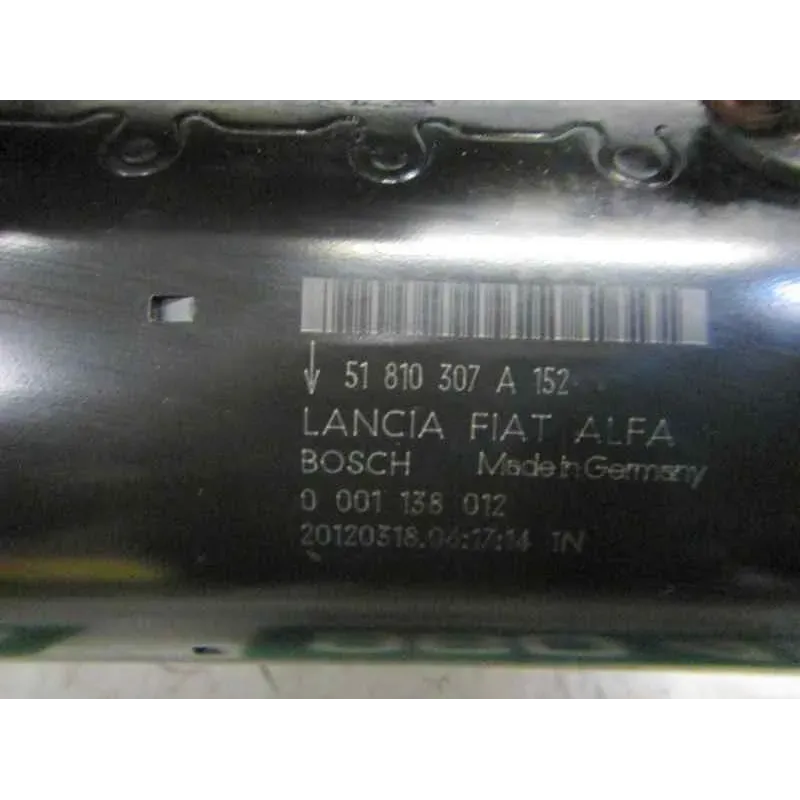 ↓ 51 810 307 A 152
LANCIA FIAT ALFA
BOSCH Made in Germany
0 001 138 012
20120318.04:17:14 IN